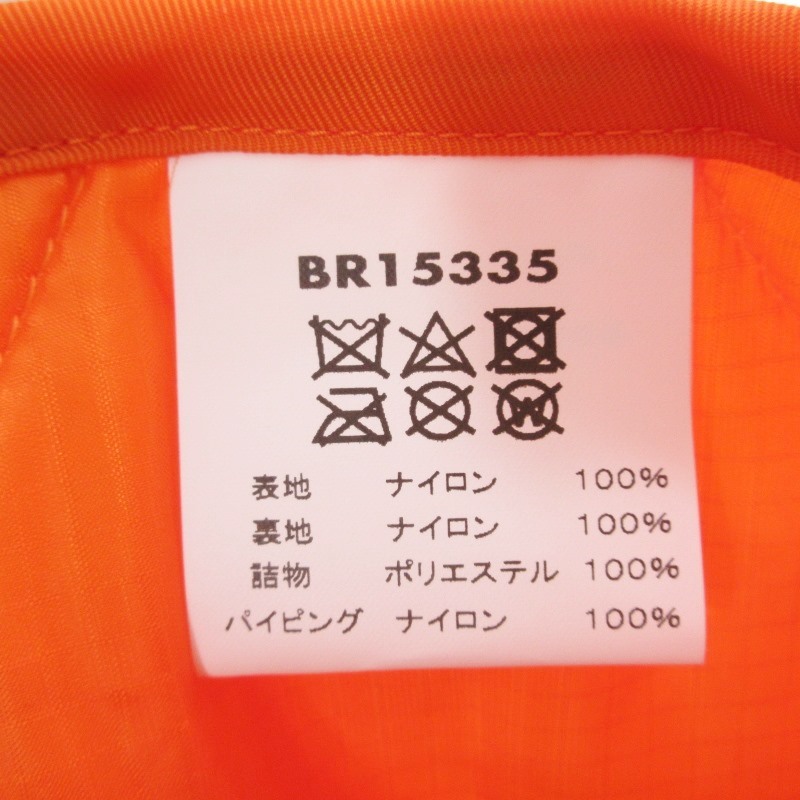 BR15335
W
表地 ナイロン 100%
裏地 ナイロン 100%
詰物 ポリエステル 100%
パイピング ナイロン 100%